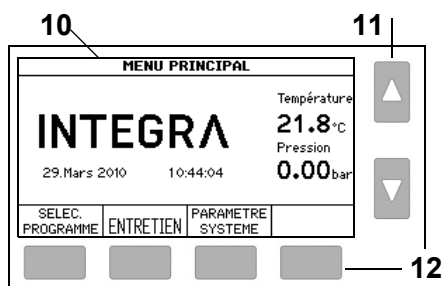 10
11
MENU PRINCIPAL
Température
INTEGRA
21.8°C
Pression
29.Mars 2010 10:44:04
0.00bar
SELEC. PROGRAMME
ENTRETIEN
PARAMETRE SYSTEME
12